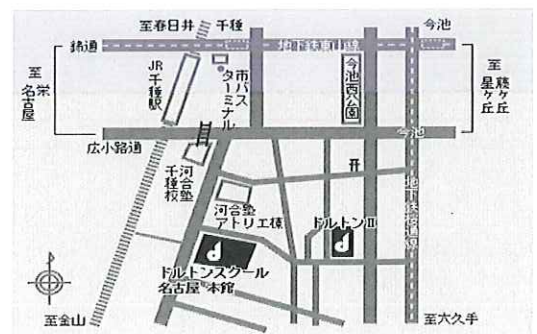 至春日井
千種
今池
錦通
地下鉄東山線
至栄
名古屋
JR
千種駅
市バス
ターミナル
今池西公園
至
藤ヶ丘
星ヶ丘
広小路通
今池
河合塾
千種校
河合塾
アトリエ棟
地下鉄桜通線
ドルトンⅡ
d
d
ドルトンスクール
名古屋 本館
至金山
至六久手